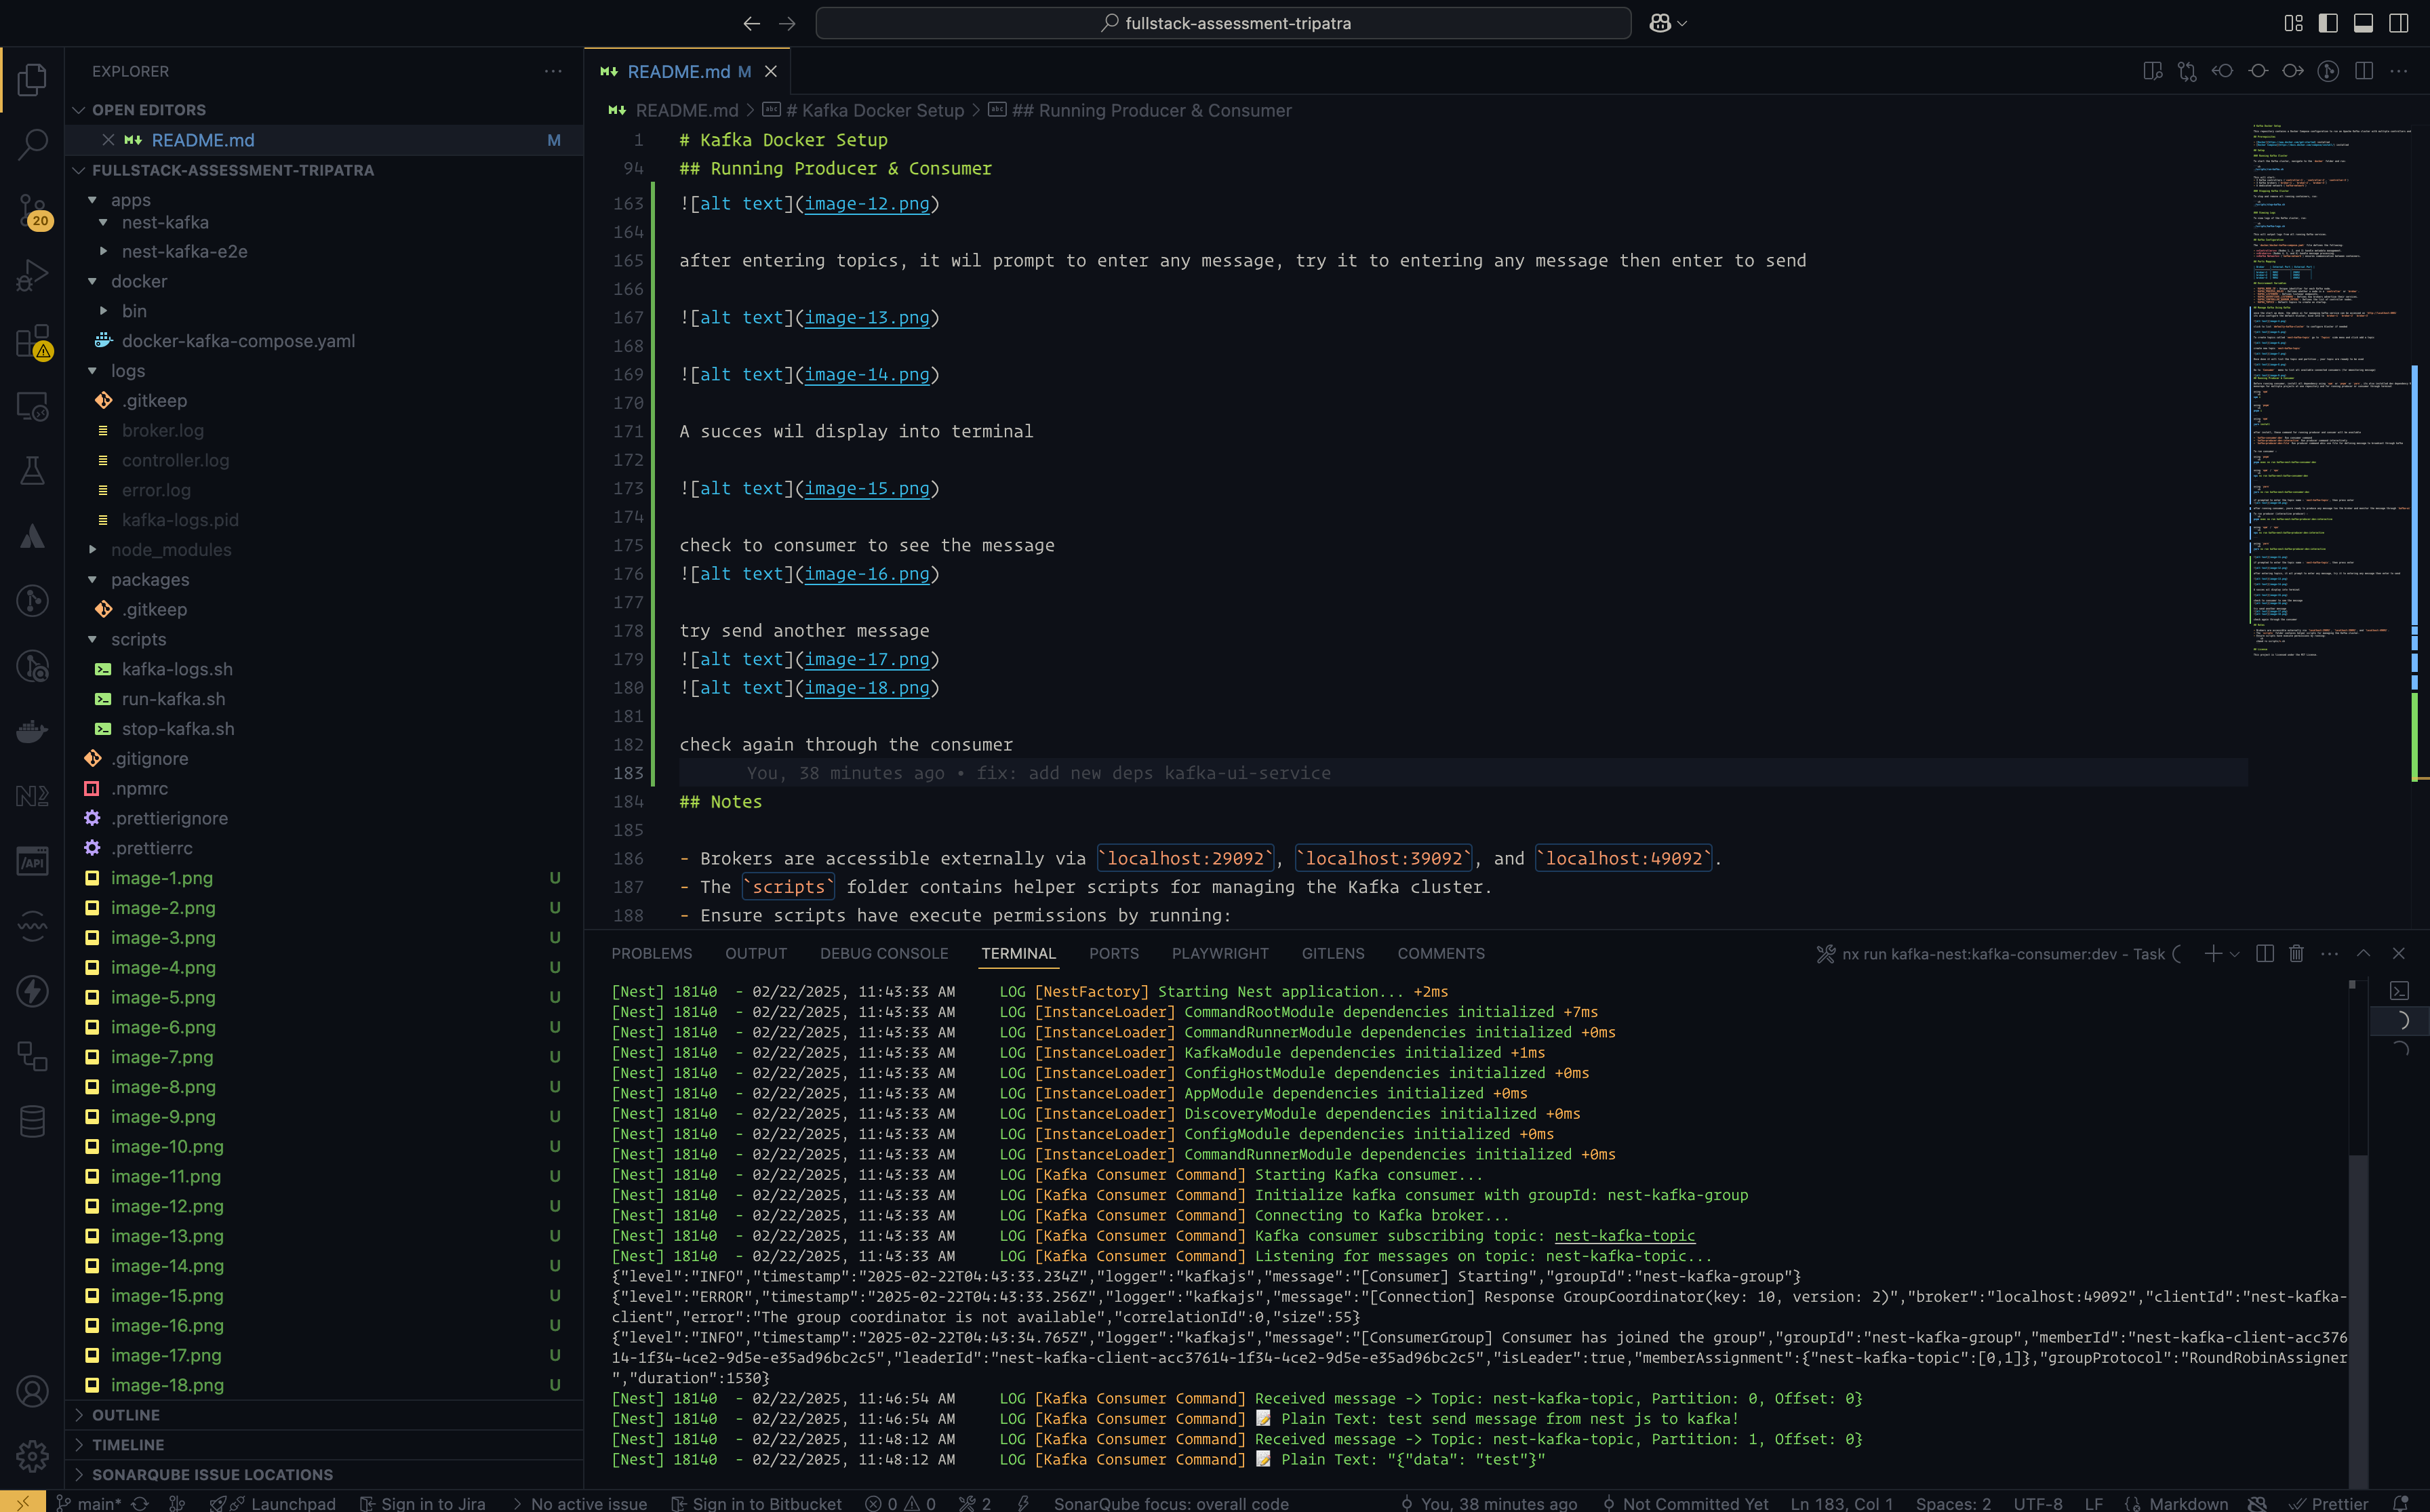 fullstack-assessment-tripatra
EXPLORER
OPEN EDITORS
README.md M
FULLSTACK-ASSESSMENT-TRIPATRA
apps
nest-kafka
nest-kafka-e2e
docker
bin
docker-kafka-compose.yaml
logs
.gitkeep
broker.log
controller.log
error.log
kafka-logs.pid
node_modules
packages
.gitkeep
scripts
kafka-logs.sh
run-kafka.sh
stop-kafka.sh
.gitignore
.npmrc
.prettierignore
.prettierrc
image-1.png U
image-2.png U
image-3.png U
image-4.png U
image-5.png U
image-6.png U
image-7.png U
image-8.png U
image-9.png U
image-10.png U
image-11.png U
image-12.png U
image-13.png U
image-14.png U
image-15.png U
image-16.png U
image-17.png U
image-18.png U
OUTLINE
TIMELINE
SONARQUBE ISSUE LOCATIONS
20
README.md M
README.md > # Kafka Docker Setup > ## Running Producer & Consumer
1 # Kafka Docker Setup
94 ## Running Producer & Consumer
163 ![alt text](image-12.png)
164
165 after entering topics, it wil prompt to enter any message, try it to entering any message then enter to send
166
167 ![alt text](image-13.png)
168
169 ![alt text](image-14.png)
170
171 A succes wil display into terminal
172
173 ![alt text](image-15.png)
174
175 check to consumer to see the message
176 ![alt text](image-16.png)
177
178 try send another message
179 ![alt text](image-17.png)
180 ![alt text](image-18.png)
181
182 check again through the consumer
183 You, 38 minutes ago • fix: add new deps kafka-ui-service
184 ## Notes
185
186 - Brokers are accessible externally via `localhost:29092`, `localhost:39092`, and `localhost:49092`.
187 - The `scripts` folder contains helper scripts for managing the Kafka cluster.
188 - Ensure scripts have execute permissions by running:
PROBLEMS OUTPUT DEBUG CONSOLE TERMINAL PORTS PLAYWRIGHT GITLENS COMMENTS
nx run kafka-nest:kafka-consumer:dev - Task
[Nest] 18140 - 02/22/2025, 11:43:33 AM LOG [NestFactory] Starting Nest application... +2ms
[Nest] 18140 - 02/22/2025, 11:43:33 AM LOG [InstanceLoader] CommandRootModule dependencies initialized +7ms
[Nest] 18140 - 02/22/2025, 11:43:33 AM LOG [InstanceLoader] CommandRunnerModule dependencies initialized +0ms
[Nest] 18140 - 02/22/2025, 11:43:33 AM LOG [InstanceLoader] KafkaModule dependencies initialized +1ms
[Nest] 18140 - 02/22/2025, 11:43:33 AM LOG [InstanceLoader] ConfigHostModule dependencies initialized +0ms
[Nest] 18140 - 02/22/2025, 11:43:33 AM LOG [InstanceLoader] AppModule dependencies initialized +0ms
[Nest] 18140 - 02/22/2025, 11:43:33 AM LOG [InstanceLoader] DiscoveryModule dependencies initialized +0ms
[Nest] 18140 - 02/22/2025, 11:43:33 AM LOG [InstanceLoader] ConfigModule dependencies initialized +0ms
[Nest] 18140 - 02/22/2025, 11:43:33 AM LOG [InstanceLoader] CommandRunnerModule dependencies initialized +0ms
[Nest] 18140 - 02/22/2025, 11:43:33 AM LOG [Kafka Consumer Command] Starting Kafka consumer...
[Nest] 18140 - 02/22/2025, 11:43:33 AM LOG [Kafka Consumer Command] Initialize kafka consumer with groupId: nest-kafka-group
[Nest] 18140 - 02/22/2025, 11:43:33 AM LOG [Kafka Consumer Command] Connecting to Kafka broker...
[Nest] 18140 - 02/22/2025, 11:43:33 AM LOG [Kafka Consumer Command] Kafka consumer subscribing topic: nest-kafka-topic
[Nest] 18140 - 02/22/2025, 11:43:33 AM LOG [Kafka Consumer Command] Listening for messages on topic: nest-kafka-topic...
{"level":"INFO","timestamp":"2025-02-22T04:43:33.234Z","logger":"kafkajs","message":"[Consumer] Starting","groupId":"nest-kafka-group"}
{"level":"ERROR","timestamp":"2025-02-22T04:43:33.256Z","logger":"kafkajs","message":"[Connection] Response GroupCoordinator(key: 10, version: 2)","broker":"localhost:49092","clientId":"nest-kafka-
client","error":"The group coordinator is not available","correlationId":0,"size":55}
{"level":"INFO","timestamp":"2025-02-22T04:43:34.765Z","logger":"kafkajs","message":"[ConsumerGroup] Consumer has joined the group","groupId":"nest-kafka-group","memberId":"nest-kafka-client-acc376
14-1f34-4ce2-9d5e-e35ad96bc2c5","leaderId":"nest-kafka-client-acc37614-1f34-4ce2-9d5e-e35ad96bc2c5","isLeader":true,"memberAssignment":{"nest-kafka-topic":[0,1]},"groupProtocol":"RoundRobinAssigner
","duration":1530}
[Nest] 18140 - 02/22/2025, 11:46:54 AM LOG [Kafka Consumer Command] Received message -> Topic: nest-kafka-topic, Partition: 0, Offset: 0}
[Nest] 18140 - 02/22/2025, 11:46:54 AM LOG [Kafka Consumer Command] 📝 Plain Text: test send message from nest js to kafka!
[Nest] 18140 - 02/22/2025, 11:48:12 AM LOG [Kafka Consumer Command] Received message -> Topic: nest-kafka-topic, Partition: 1, Offset: 0}
[Nest] 18140 - 02/22/2025, 11:48:12 AM LOG [Kafka Consumer Command] 📝 Plain Text: "{"data": "test"}"
main* Launchpad Sign in to Jira No active issue Sign in to Bitbucket 0 0 2 SonarQube focus: overall code You, 38 minutes ago Not Committed Yet Ln 183, Col 1 Spaces: 2 UTF-8 LF Markdown Prettier